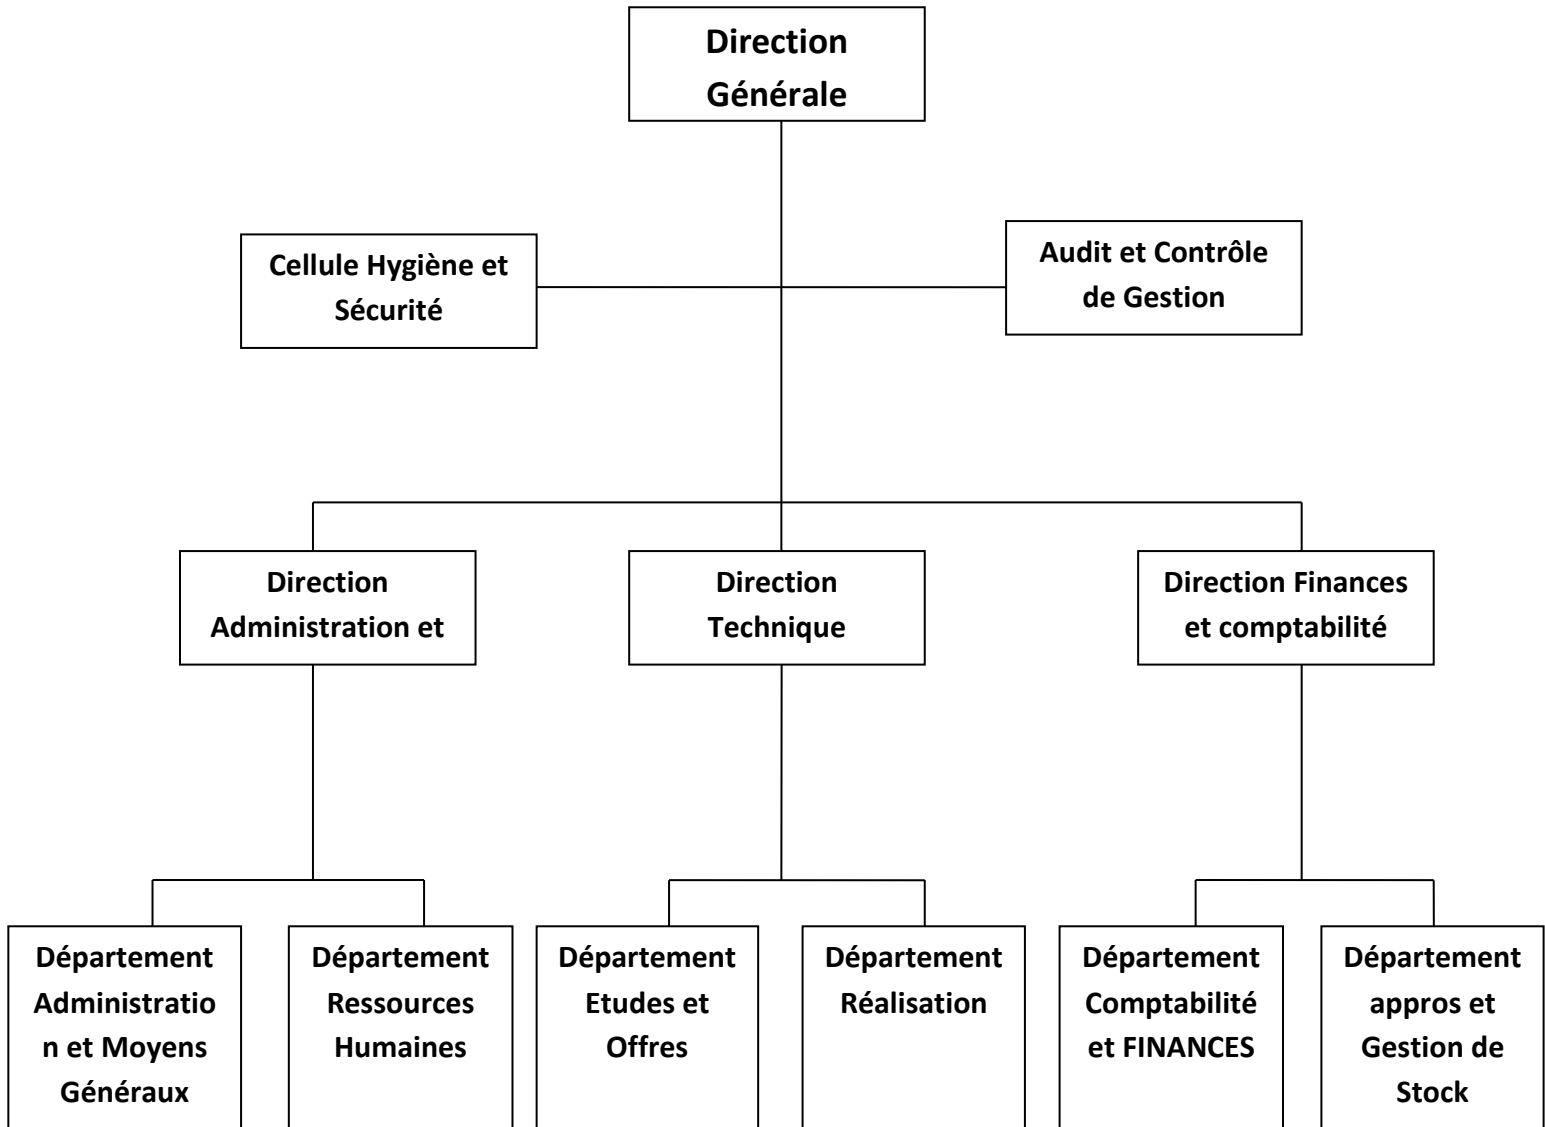 Direction
Générale
Cellule Hygiène et
Sécurité
Audit et Contrôle
de Gestion
Direction
Administration et
Direction
Technique
Direction Finances
et comptabilité
Département
Administratio
n et Moyens
Généraux
Département
Ressources
Humaines
Département
Etudes et
Offres
Département
Réalisation
Département
Comptabilité
et FINANCES
Département
appros et
Gestion de
Stock